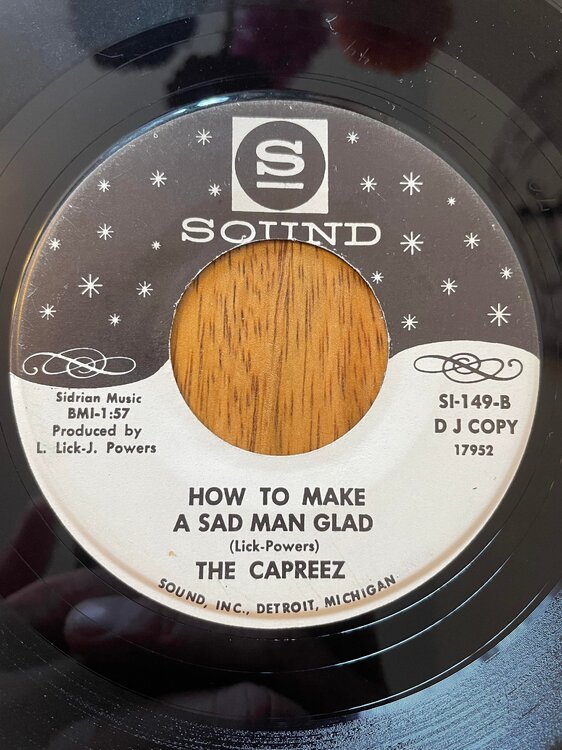 S
SOUND
Sidrian Music
BMI-1:57
Produced by
L. Lick-J. Powers
SI-149-B
D J COPY
17952
HOW TO MAKE
A SAD MAN GLAD
(Lick-Powers)
THE CAPREEZ
SOUND, INC., DETROIT, MICHIGAN